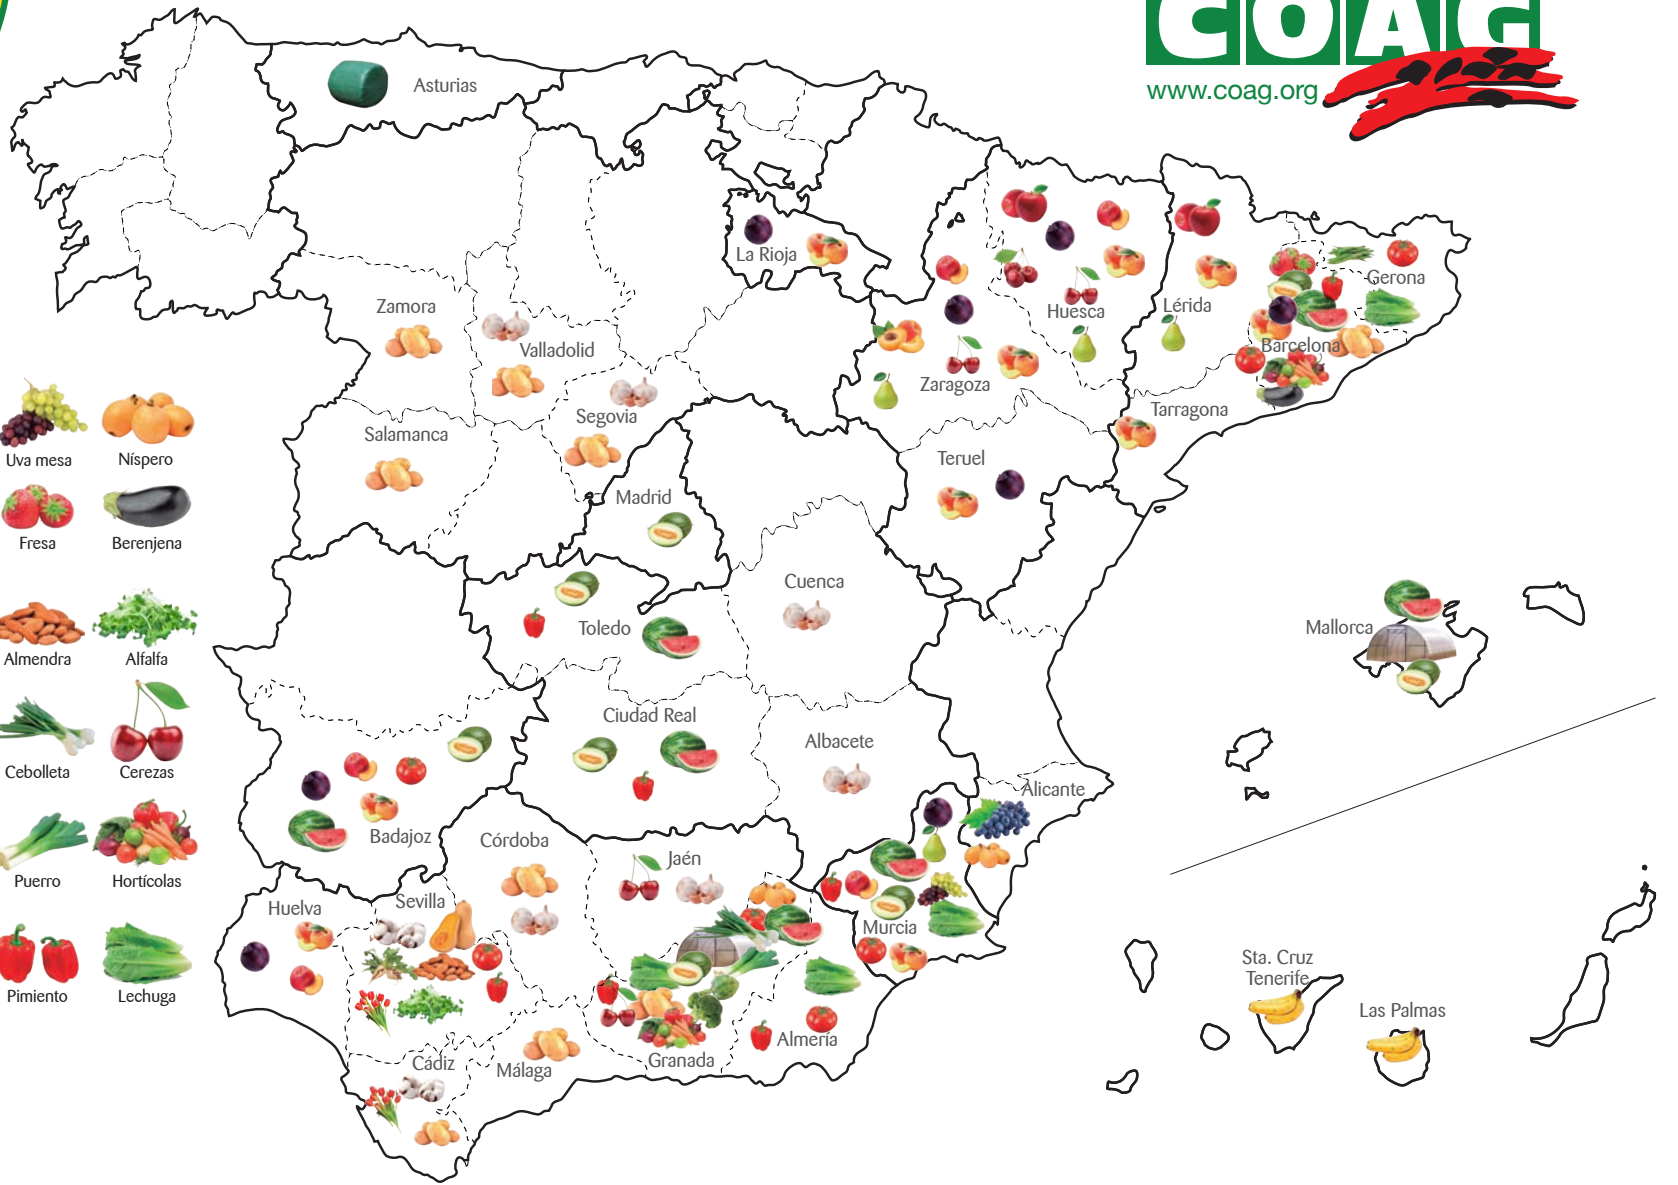 COAG
www.coag.org
Asturias
La Rioja
Zamora
Valladolid
Segovia
Salamanca
Madrid
Zaragoza
Huesca
Lérida
Gerona
Barcelona
Tarragona
Teruel
Uva mesa
Níspero
Fresa
Berenjena
Almendra
Alfalfa
Cebolleta
Cerezas
Puerro
Hortícolas
Pimiento
Lechuga
Cuenca
Toledo
Mallorca
Ciudad Real
Albacete
Alicante
Badajoz
Córdoba
Jaén
Huelva
Sevilla
Murcia
Granada
Almería
Cádiz
Málaga
Sta. Cruz
Tenerife
Las Palmas